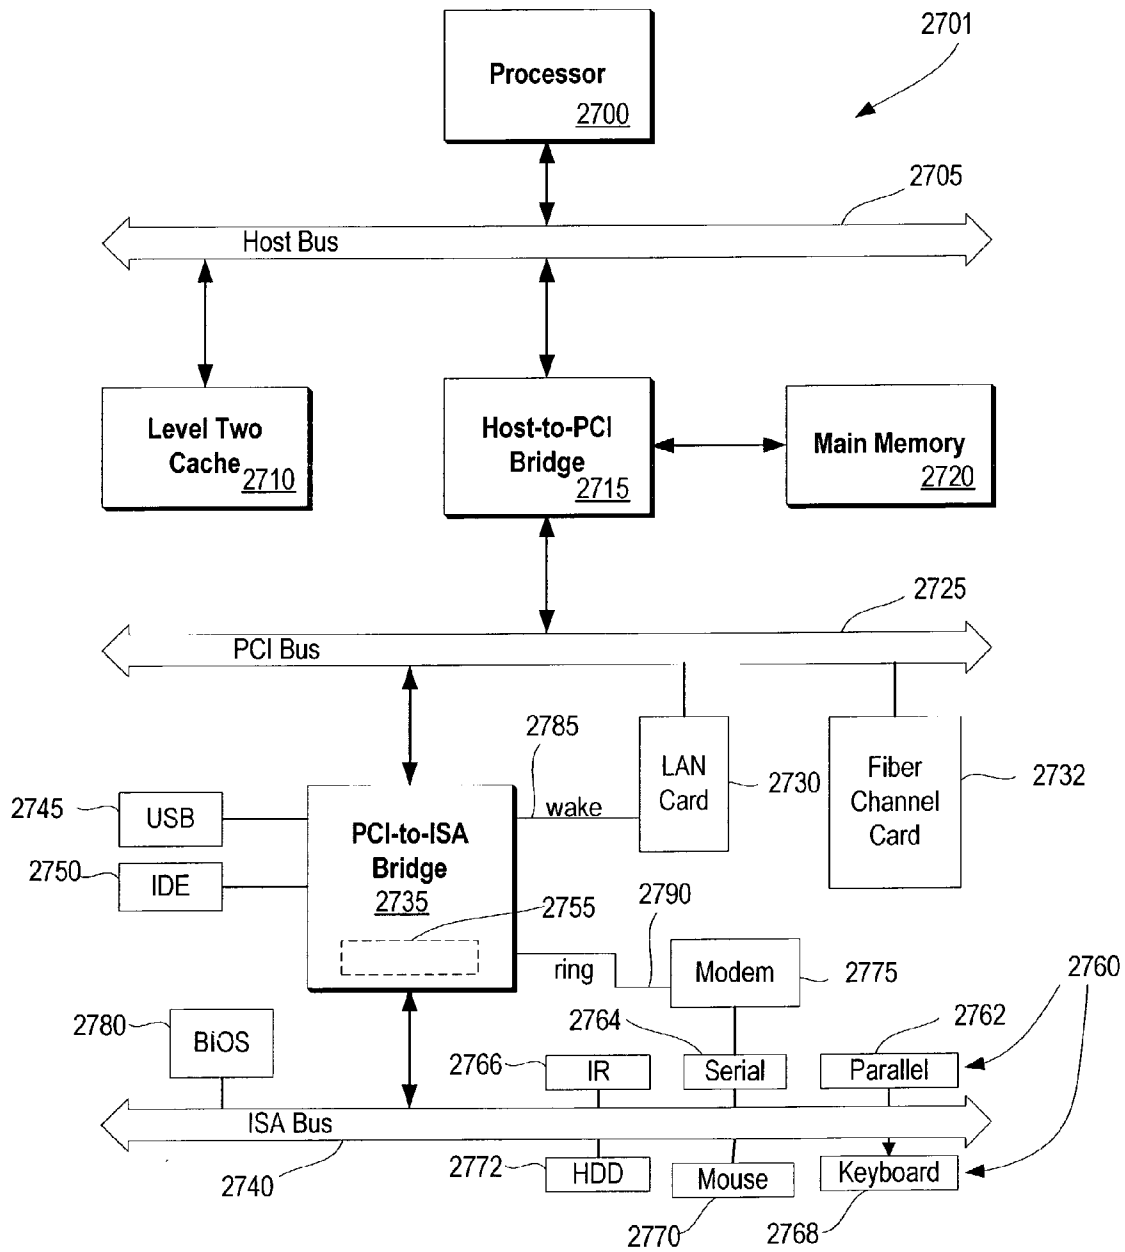 2701
Processor
2700
2705
Host Bus
Level Two
Cache
2710
Host-to-PCI
Bridge
2715
Main Memory
2720
2725
PCI Bus
2785
LAN
Card
2730
Fiber
Channel
Card
2732
2745
USB
wake
PCI-to-ISA
Bridge
2735
2750
IDE
2755
2790
ring
Modem
2775
2760
2780
BIOS
2764
2762
2766
IR
Serial
Parallel
ISA Bus
2740
2772
HDD
Mouse
Keyboard
2770
2768